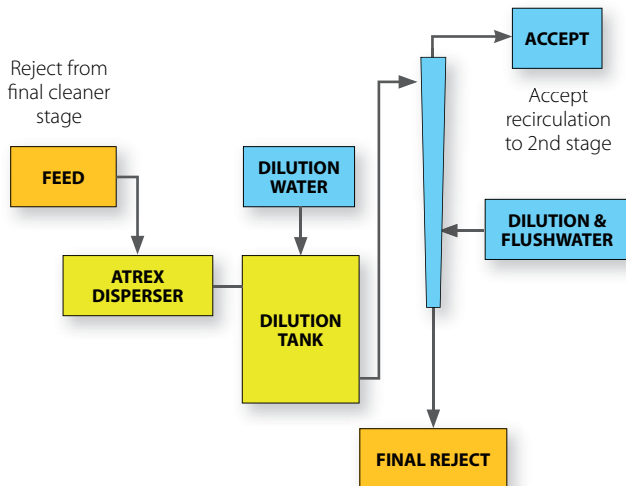 Reject from
final cleaner
stage
FEED
ATREX
DISPERSER
DILUTION
WATER
DILUTION
TANK
ACCEPT
Accept
recirculation
to 2nd stage
DILUTION &
FLUSHWATER
FINAL REJECT